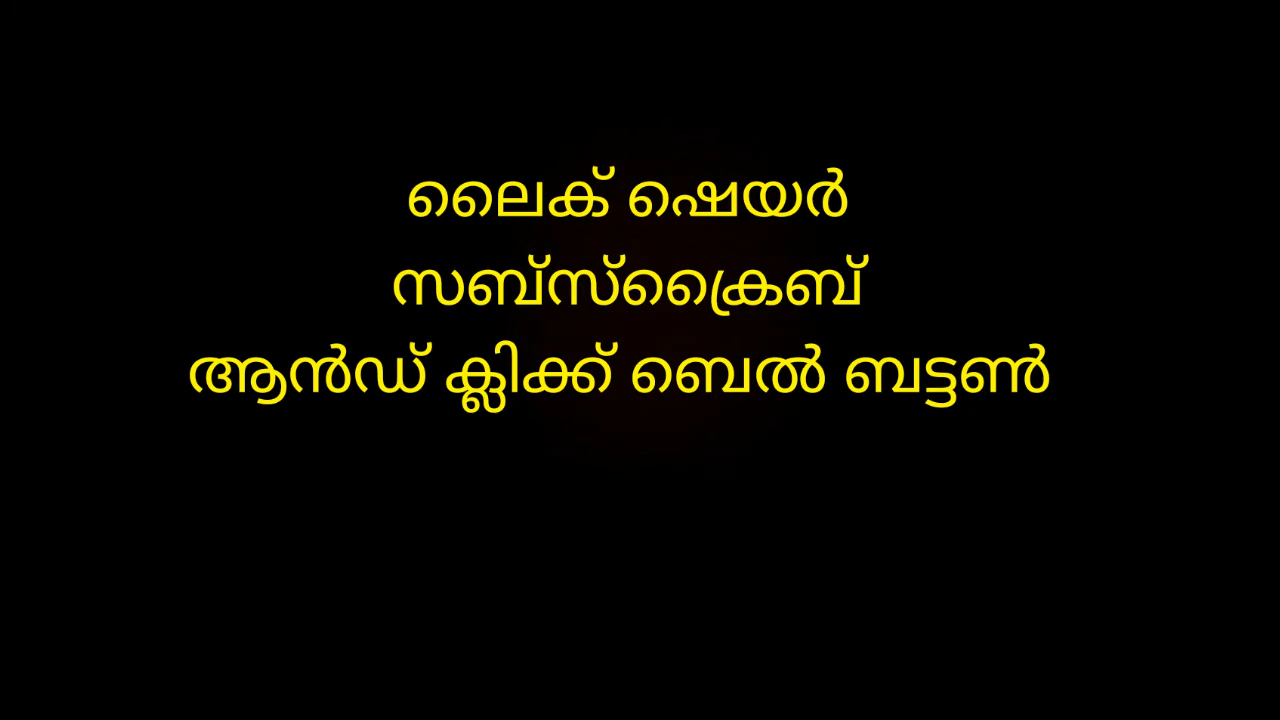 ലൈക് ഷെയർ
സബ്സ്ക്രൈബ്
ആൻഡ് ക്ലിക്ക് ബെൽ ബട്ടൺ